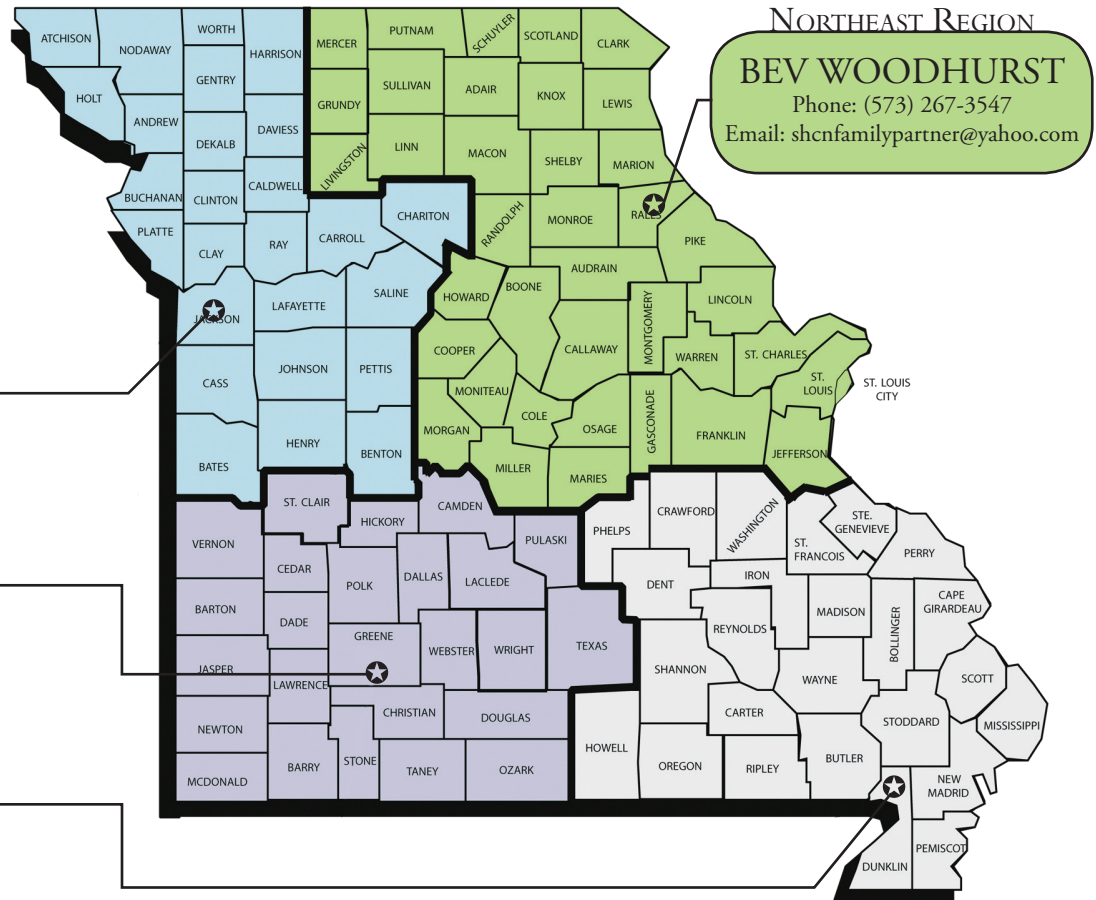 NORTHEAST REGION
BEV WOODHURST
Phone: (573) 267-3547
Email: shcnfamilypartner@yahoo.com
ATCHISON
NODAWAY
WORTH
HARRISON
MERCER
PUTNAM
SCHUYLER
SCOTLAND
CLARK
HOLT
GENTRY
GRUNDY
SULLIVAN
ADAIR
KNOX
LEWIS
ANDREW
DEKALB
DAVIESS
LIVINGSTON
LINN
MACON
SHELBY
MARION
BUCHANAN
CLINTON
CALDWELL
CHARITON
RANDOLPH
MONROE
RALLS
PLATTE
CLAY
RAY
CARROLL
PIKE
AUDRAIN
HOWARD
BOONE
LINCOLN
JACKSON
LAFAYETTE
SALINE
MONTGOMERY
COOPER
CALLAWAY
WARREN
ST. CHARLES
CASS
JOHNSON
PETTIS
MONITEAU
ST.
LOUIS
ST. LOUIS
CITY
COLE
OSAGE
GASCONADE
FRANKLIN
MORGAN
BATES
HENRY
BENTON
MILLER
MARIES
JEFFERSON
ST. CLAIR
HICKORY
CAMDEN
PULASKI
PHELPS
CRAWFORD
WASHINGTON
ST.
FRANCOIS
STE.
GENEVIEVE
PERRY
VERNON
CEDAR
POLK
DALLAS
LACLEDE
DENT
IRON
MADISON
BOLLINGER
CAPE
GIRARDEAU
BARTON
DADE
GREENE
WEBSTER
WRIGHT
TEXAS
REYNOLDS
SHANNON
WAYNE
SCOTT
JASPER
LAWRENCE
CHRISTIAN
DOUGLAS
CARTER
STODDARD
MISSISSIPPI
NEWTON
BARRY
STONE
TANEY
OZARK
HOWELL
OREGON
RIPLEY
BUTLER
MCDONALD
NEW
MADRID
DUNKLIN
PEMISCOT